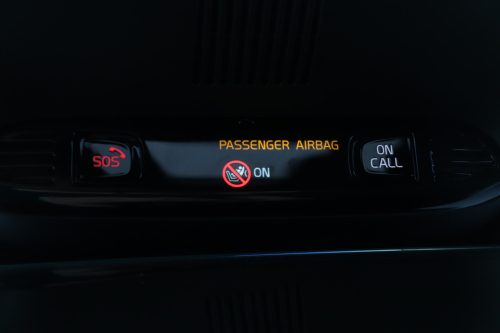 PASSENGER AIRBAG
SOS
ON
ON
CALL